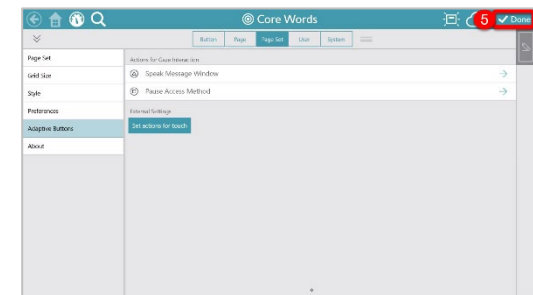 Core Words
5
Done
Button Page Page Set User System
Page Set
Grid Size
Style
Preferences
Adaptive Buttons
About
Actions for Gaze Interaction
Speak Message Window
Pause Access Method
External Settings
Set actions for touch